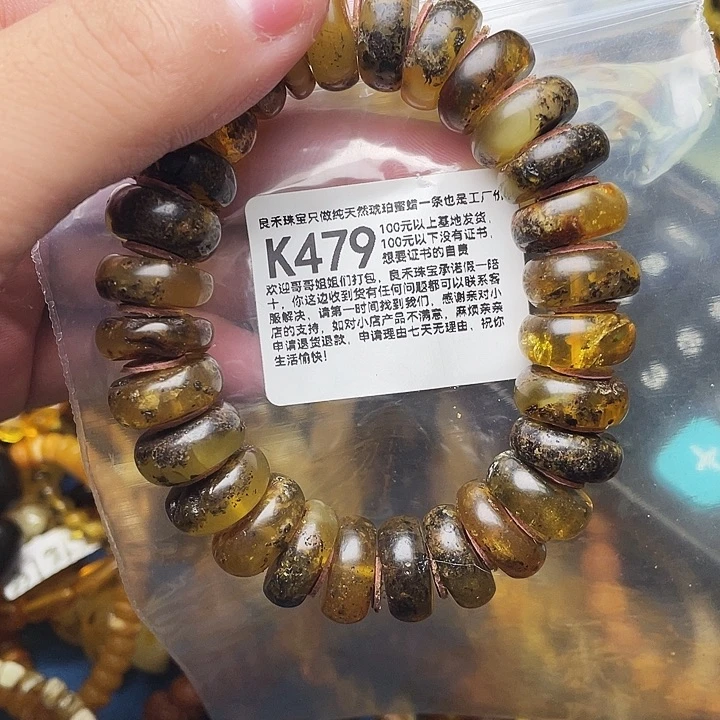 良禾珠宝只做纯天然琥珀蜜蜡一条也是工厂价
K479
100元以上基地发货,
100元以下没有证书,
想要证书的自费
欢迎哥哥姐姐们打包, 良禾珠宝承诺假一赔
十, 你这边收到货有任何问题都可以联系客
服解决, 请第一时间找到我们, 感谢亲对小
店的支持, 如对小店产品不满意, 麻烦亲亲
申请退货退款, 申请理由七天无理由, 祝你
生活愉快!